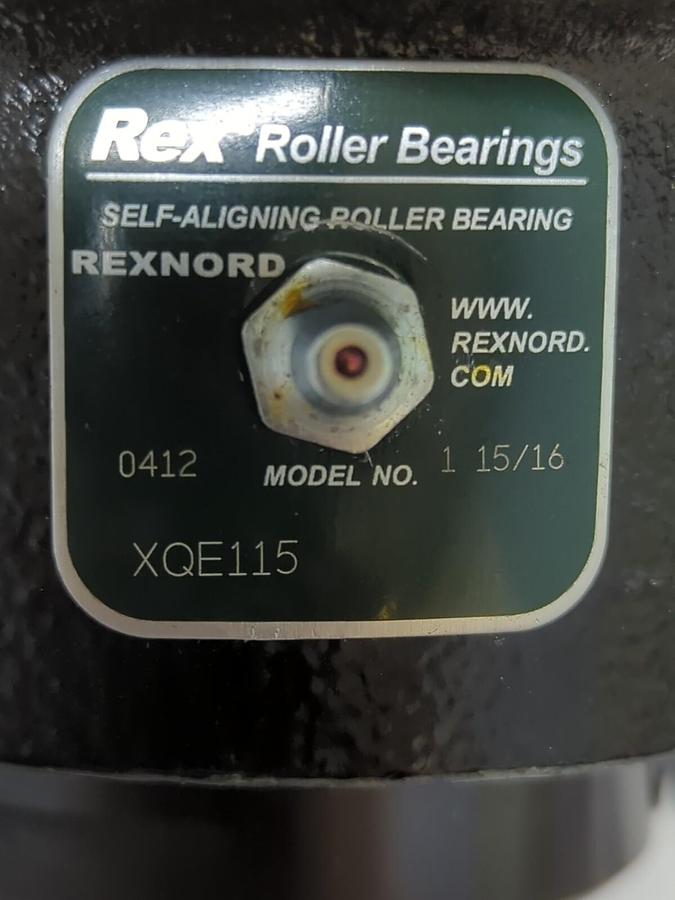 Rex® Roller Bearings
SELF-ALIGNING ROLLER BEARING
REXNORD
WWW.
REXNORD.
COM
0412
MODEL NO.
1 15/16
XQE115